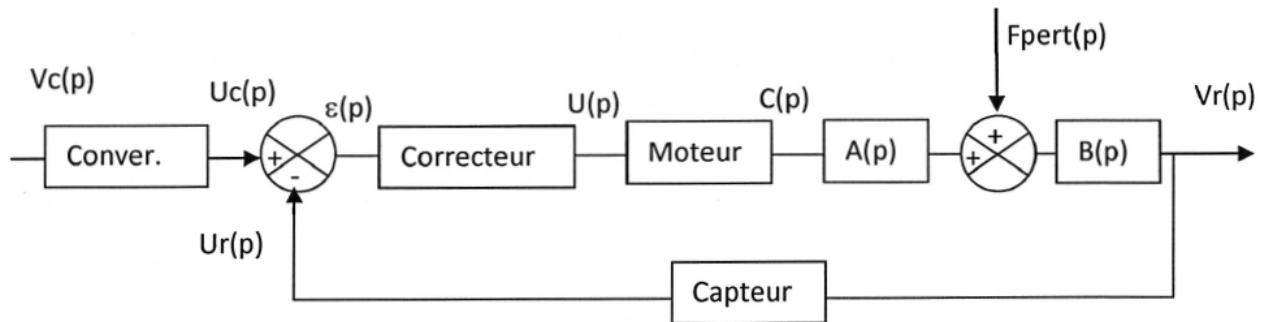 Fpert(p)
Vc(p)
Uc(p)
ε(p)
U(p)
C(p)
Vr(p)
Conver.
+
-
Correcteur
Moteur
A(p)
+
+
B(p)
Ur(p)
Capteur